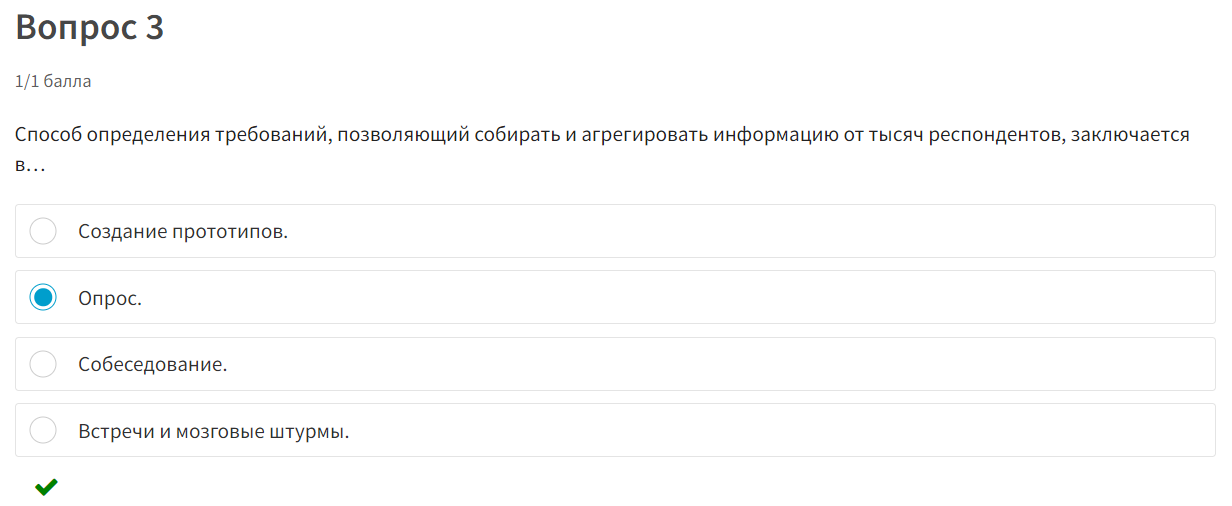 Вопрос 3
1/1 балла
Способ определения требований, позволяющий собирать и агрегировать информацию от тысяч респондентов, заключается
в…
Создание прототипов.
Опрос.
Собеседование.
Встречи и мозговые штурмы.